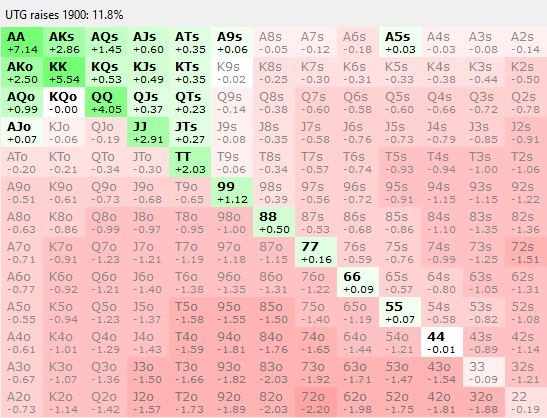 UTG raises 1900: 11.8%
AA AKs AQs AJs ATs A9s A8s A7s A6s A5s A4s A3s A2s
+7.14 +2.86 +1.45 +0.60 +0.35 +0.06 -0.05 -0.12 -0.18 +0.03 -0.03 -0.08 -0.14
AKo KK KQs KJs KTs K9s K8s K7s K6s K5s K4s K3s K2s
+2.50 +5.54 +0.53 +0.49 +0.35 -0.02 -0.25 -0.30 -0.31 -0.33 -0.38 -0.44 -0.50
AQo KQo QQ QJs QTs Q9s Q8s Q7s Q6s Q5s Q4s Q3s Q2s
+0.99 -0.00 +4.05 +0.37 +0.23 -0.14 -0.38 -0.60 -0.58 -0.60 -0.66 -0.72 -0.78
AJo KJo QJo JJ JTs J9s J8s J7s J6s J5s J4s J3s J2s
+0.07 -0.06 -0.19 +2.91 +0.27 -0.08 -0.35 -0.58 -0.76 -0.73 -0.79 -0.85 -0.91
ATo KTo QTo JTo TT T9s T8s T7s T6s T5s T4s T3s T2s
-0.20 -0.21 -0.34 -0.30 +2.03 -0.06 -0.34 -0.57 -0.74 -0.93 -0.94 -1.00 -1.06
A9o K9o Q9o J9o T9o 99 98s 97s 96s 95s 94s 93s 92s
-0.51 -0.61 -0.73 -0.68 -0.65 +1.12 -0.39 -0.56 -0.72 -0.91 -1.15 -1.15 -1.22
A8o K8o Q8o J8o T8o 98o 88 87s 86s 85s 84s 83s 82s
-0.63 -0.86 -0.99 -0.97 -0.95 -1.00 +0.50 -0.53 -0.68 -0.86 -1.10 -1.35 -1.36
A7o K7o Q7o J7o T7o 97o 87o 77 76s 75s 74s 73s 72s
-0.71 -0.91 -1.23 -1.21 -1.19 -1.18 -1.15 +0.16 -0.59 -0.76 -0.99 -1.25 -1.51
A6o K6o Q6o J6o T6o 96o 86o 76o 66 65s 64s 63s 62s
-0.77 -0.92 -1.21 -1.40 -1.38 -1.35 -1.31 -1.22 +0.09 -0.57 -0.80 -1.05 -1.31
A5o K5o Q5o J5o T5o 95o 85o 75o 65o 55 54s 53s 52s
-0.55 -0.94 -1.23 -1.37 -1.58 -1.55 -1.50 -1.40 -1.19 +0.07 -0.58 -0.82 -1.08
A4o K4o Q4o J4o T4o 94o 84o 74o 64o 54o 44 43s 42s
-0.61 -1.01 -1.29 -1.43 -1.59 -1.81 -1.76 -1.65 -1.44 -1.21 -0.01 -0.89 -1.14
A3o K3o Q3o J3o T3o 93o 83o 73o 63o 53o 43o 33 32s
-0.67 -1.07 -1.36 -1.50 -1.66 -1.82 -2.03 -1.92 -1.71 -1.47 -1.54 -0.09 -1.21
A2o K2o Q2o J2o T2o 92o 82o 72o 62o 52o 42o 32o 22
-0.73 -1.14 -1.42 -1.57 -1.73 -1.89 -2.03 -2.20 -1.98 -1.75 -1.81 -1.88 -0.19